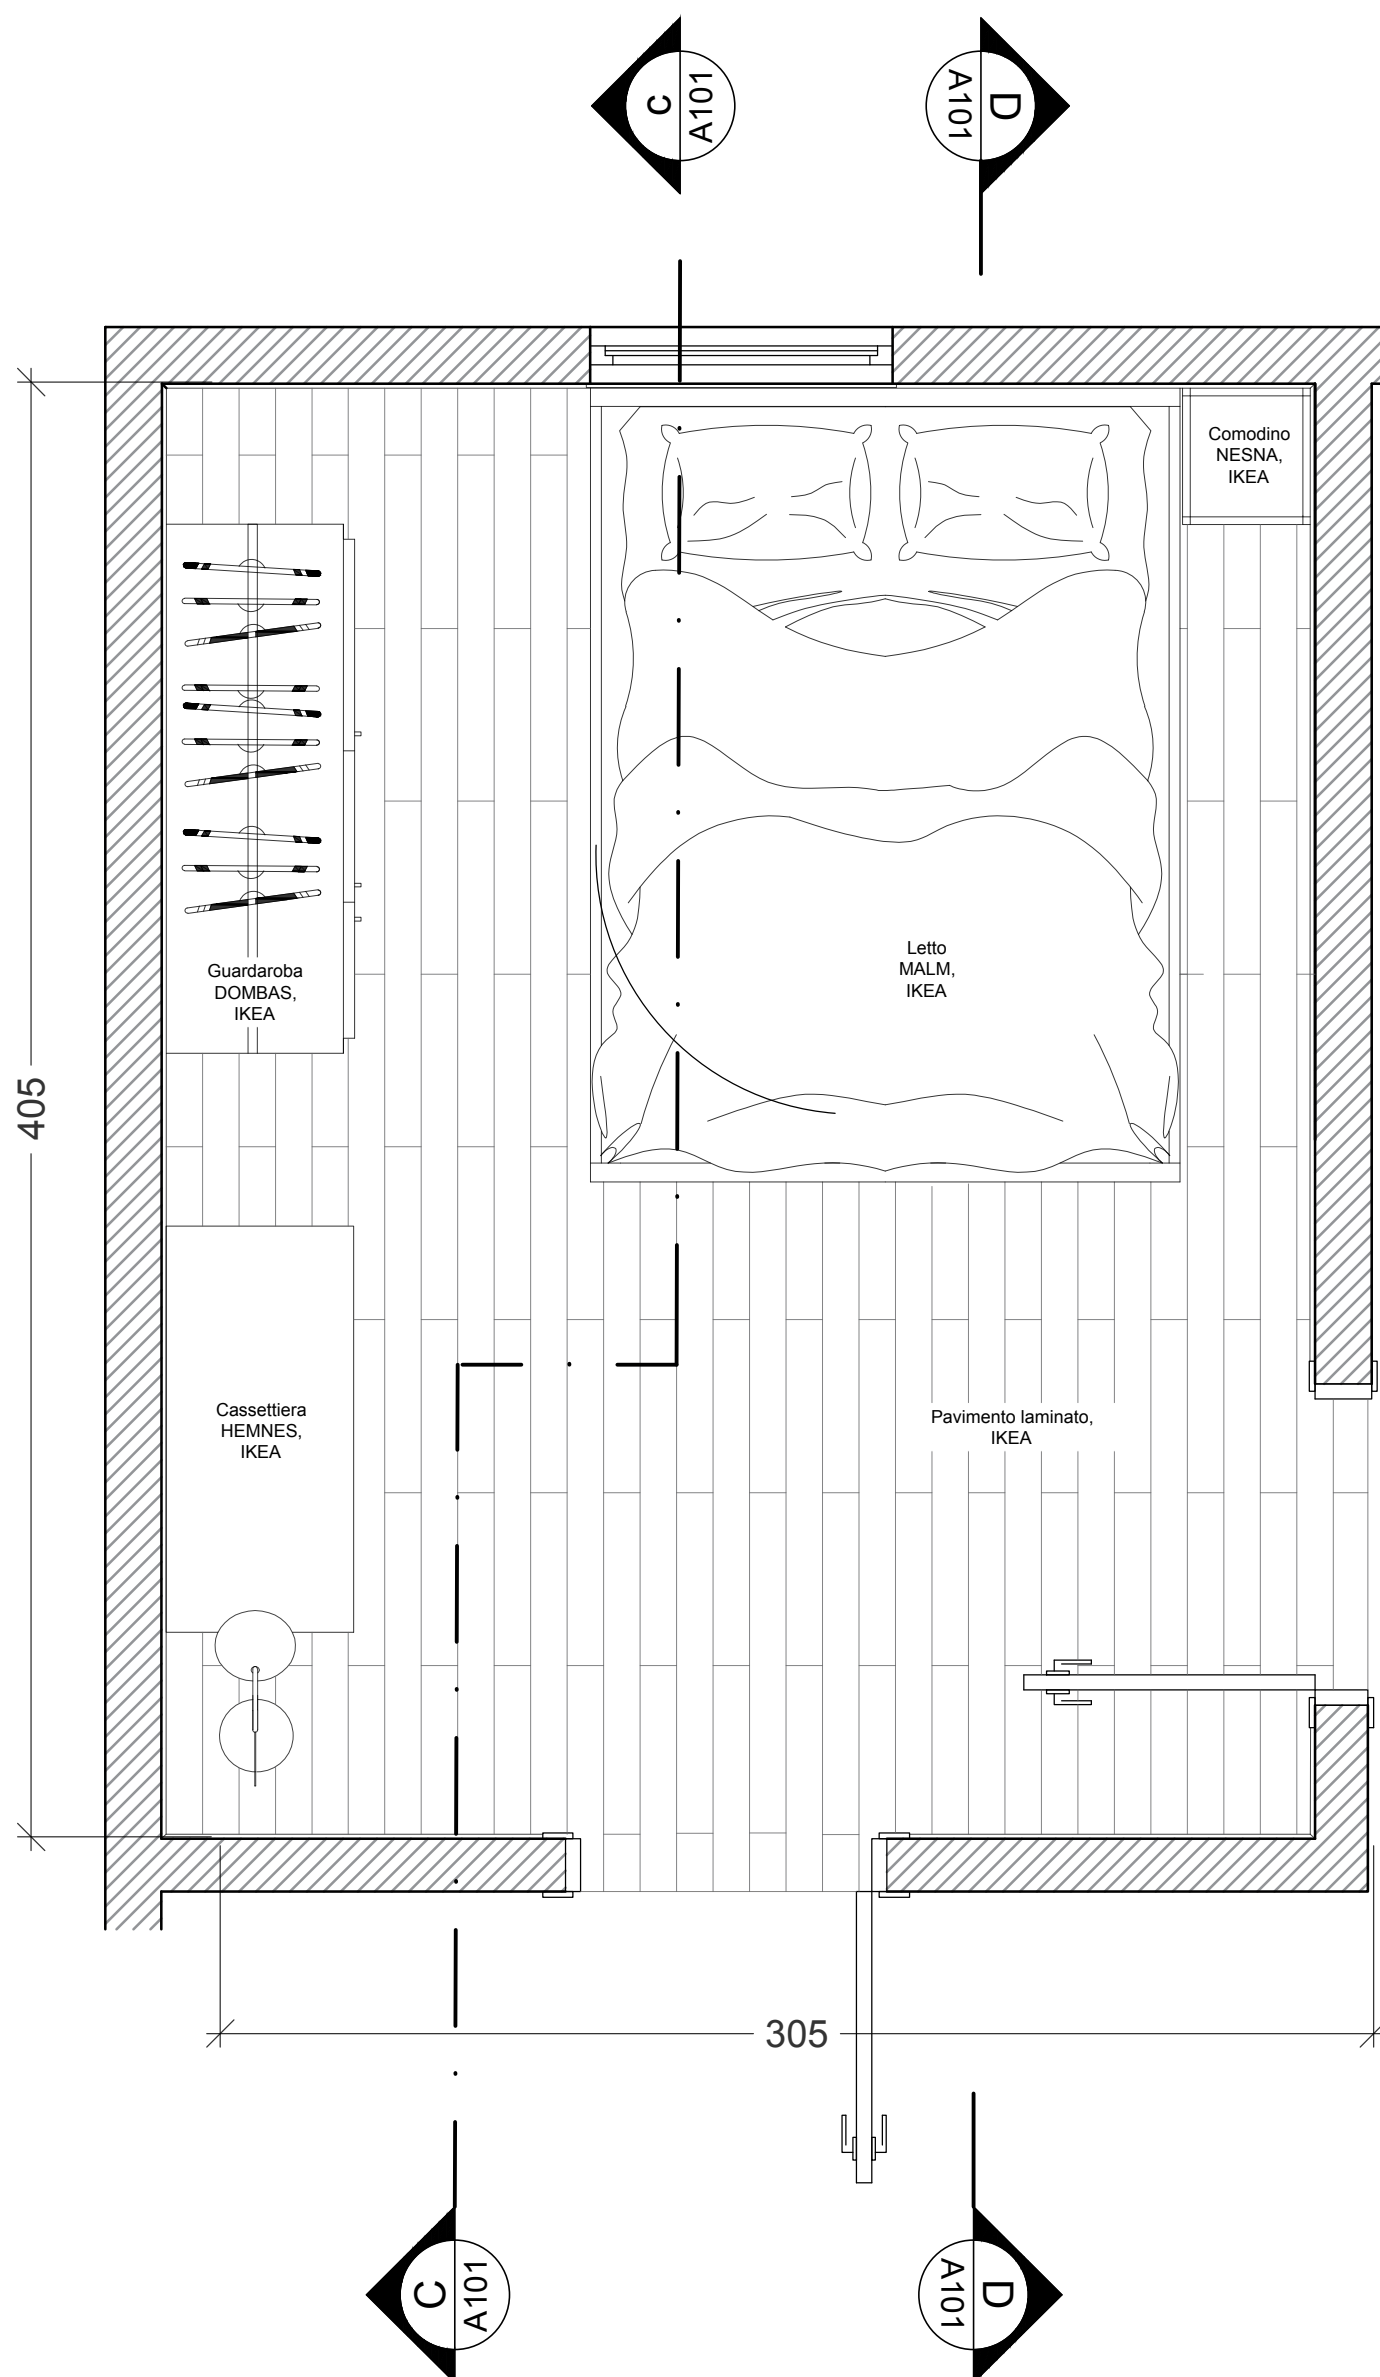 c
A101
D
A101
Comodino
NESNA,
IKEA
Letto
MALM,
IKEA
Guardaroba
DOMBAS,
IKEA
405
Cassettiera
HEMNES,
IKEA
Pavimento laminato,
IKEA
305
C
A101
D
A101